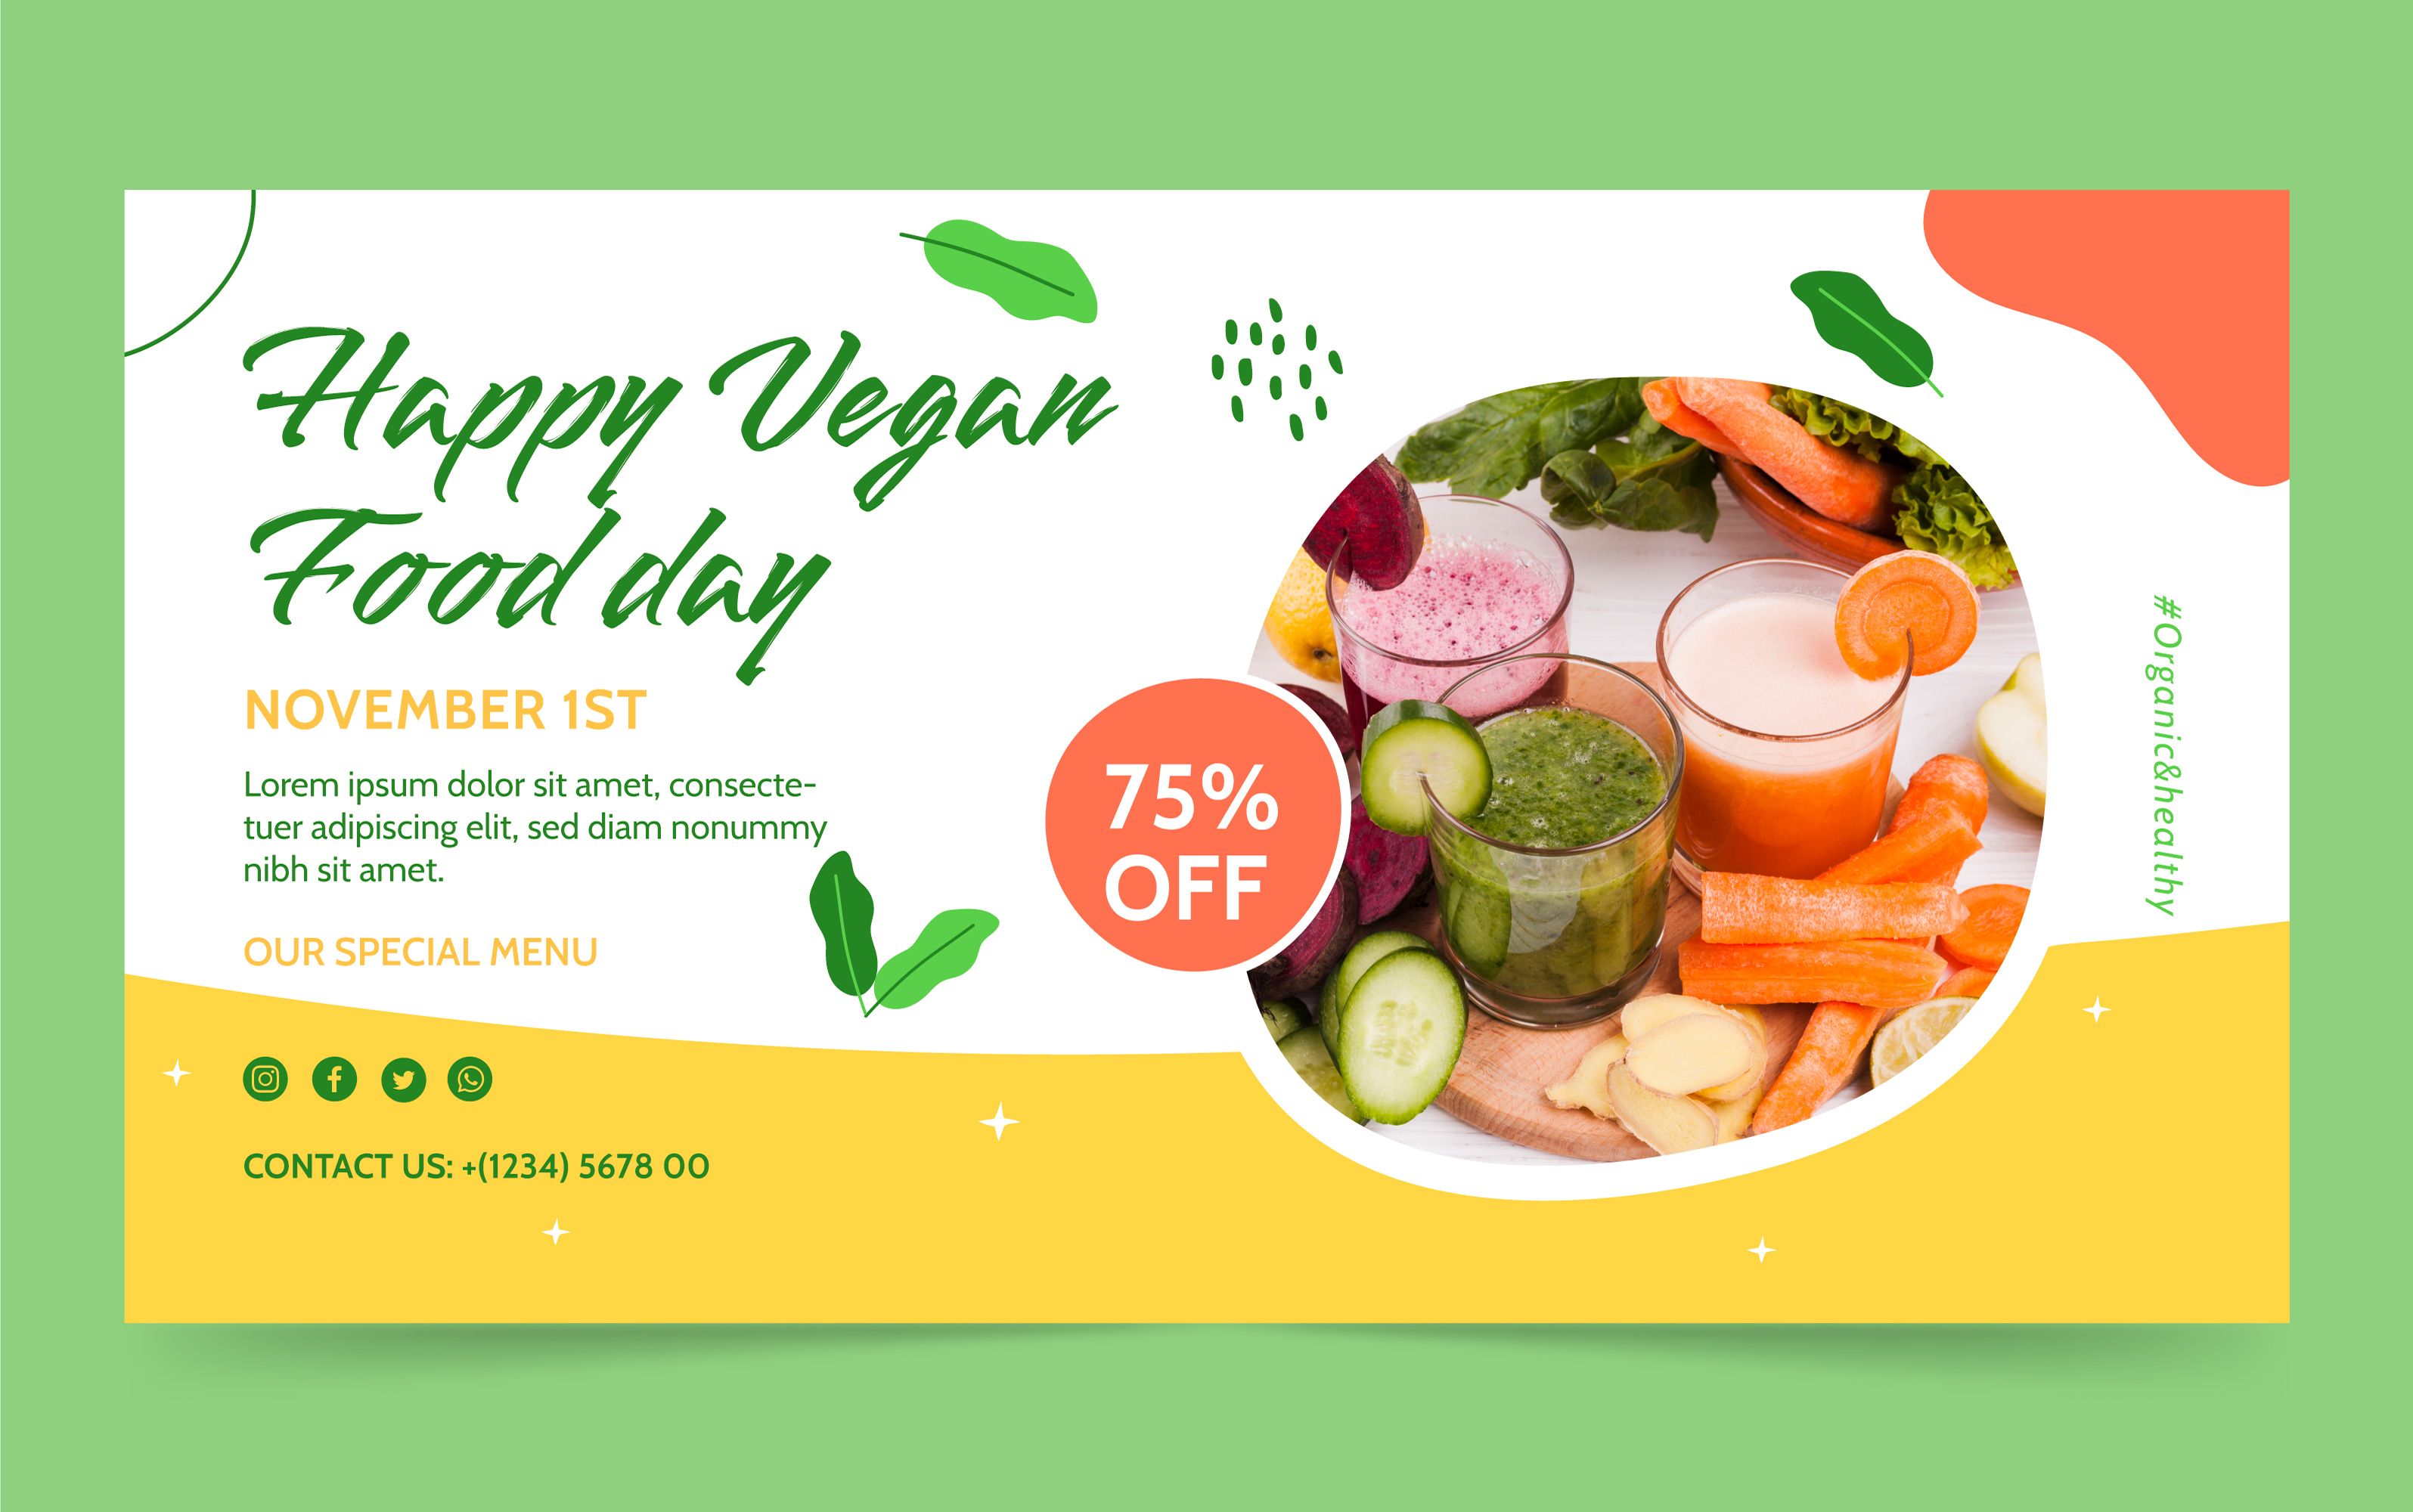 Happy Vegan
Food day
NOVEMBER 1ST
Lorem ipsum dolor sit amet, consecte-
tuer adipiscing elit, sed diam nonummy
nibh sit amet.
OUR SPECIAL MENU
CONTACT US: +(1234) 5678 00
75%
OFF
#Organic&healthy